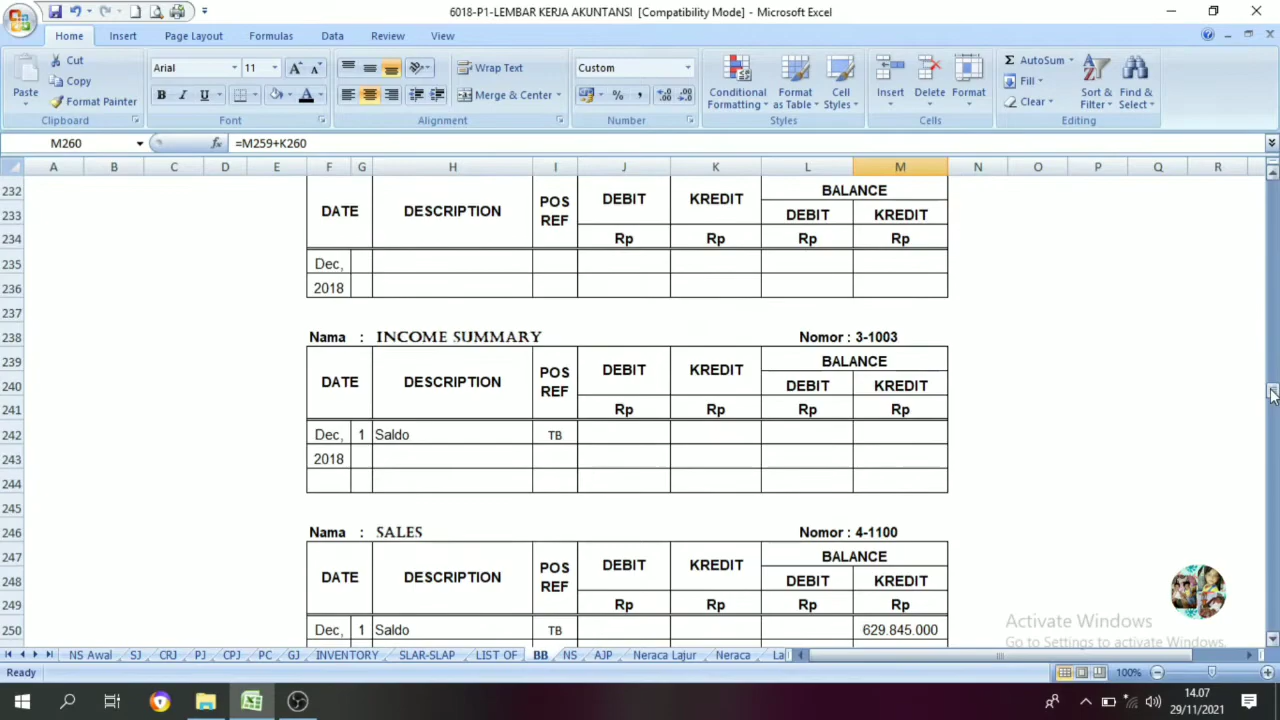 6018-P1-LEMBAR KERJA AKUNTANSI [Compatibility Mode] - Microsoft Excel
Home Insert Page Layout Formulas Data Review View
Paste Cut Copy Format Painter Clipboard
Arial 11 A A B I U A Font
Wrap Text Merge & Center Alignment
Custom % , Number
Conditional Formatting Format as Table Cell Styles Styles
Insert Delete Format Cells
Σ AutoSum Fill Clear Sort & Filter Find & Select Editing
M260 fx =M259+K260
A B C D E F G H I J K L M N O P Q R
232 BALANCE
DATE DESCRIPTION POS REF DEBIT KREDIT
233 DEBIT KREDIT
234 Rp Rp Rp Rp
235 Dec,
236 2018
237
238 Nama : INCOME SUMMARY Nomor : 3-1003
239 BALANCE
DATE DESCRIPTION POS REF DEBIT KREDIT
240 DEBIT KREDIT
241 Rp Rp Rp Rp
242 Dec, 1 Saldo TB
243 2018
244
245
246 Nama : SALES Nomor : 4-1100
247 BALANCE
DATE DESCRIPTION POS REF DEBIT KREDIT
248 DEBIT KREDIT
249 Rp Rp Rp Rp
250 Dec, 1 Saldo TB 629.845.000
Activate Windows
Go to Settings to activate Windows.
NS Awal SJ CRJ PJ CPJ PC GJ INVENTORY SLAR-SLAP LIST OF BB NS AJP Neraca Lajur Neraca La
Ready 100%
14.07
29/11/2021